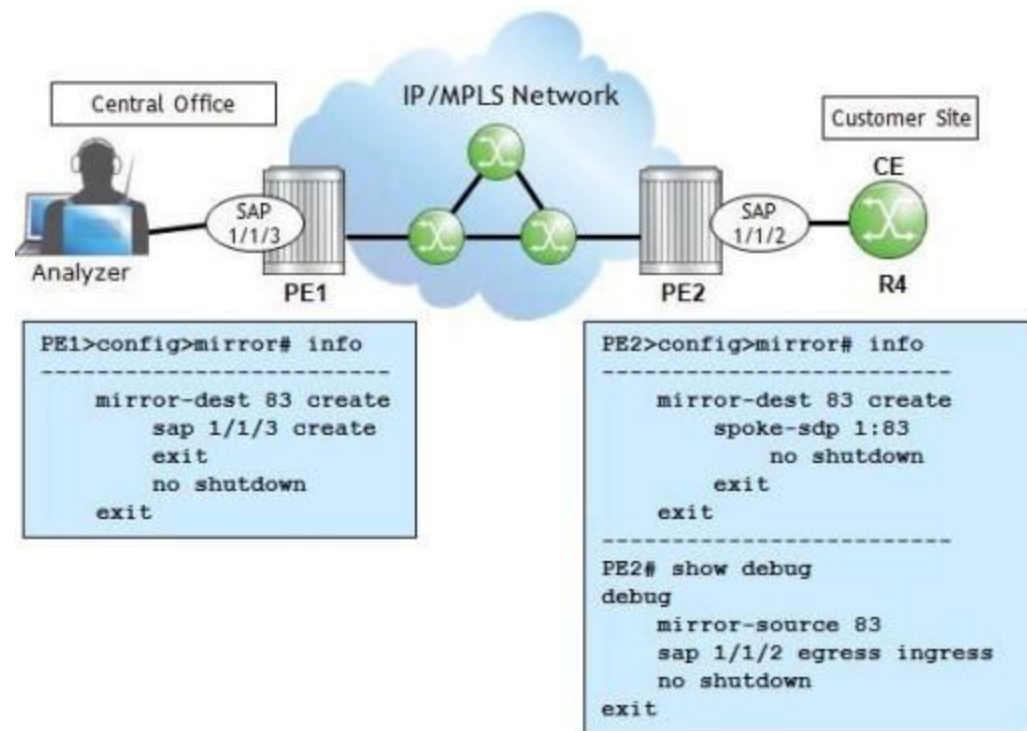 Central Office
IP/MPLS Network
Customer Site
CE
SAP
1/1/3
SAP
1/1/2
Analyzer
PE1
PE2
R4
PE1>config>mirror# info
---------------------------
mirror-dest 83 create
sap 1/1/3 create
exit
no shutdown
exit
PE2>config>mirror# info
---------------------------
mirror-dest 83 create
spoke-sdp 1:83
no shutdown
exit
exit
---------------------------
PE2# show debug
debug
mirror-source 83
sap 1/1/2 egress ingress
no shutdown
exit